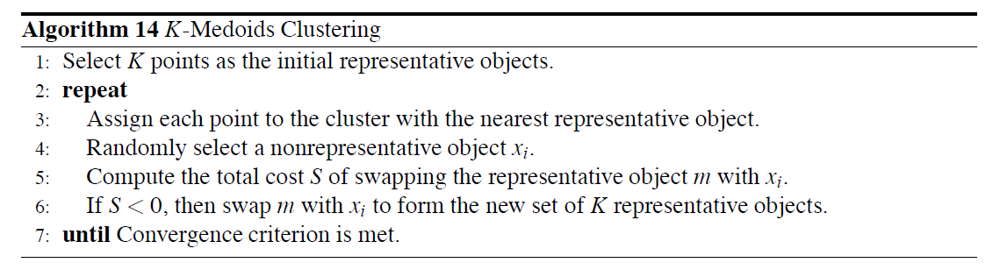 Algorithm 14 K-Medoids Clustering
1: Select K points as the initial representative objects.
2: repeat
3: Assign each point to the cluster with the nearest representative object.
4: Randomly select a nonrepresentative object xᵢ.
5: Compute the total cost S of swapping the representative object m with xᵢ.
6: If S < 0, then swap m with xᵢ to form the new set of K representative objects.
7: until Convergence criterion is met.